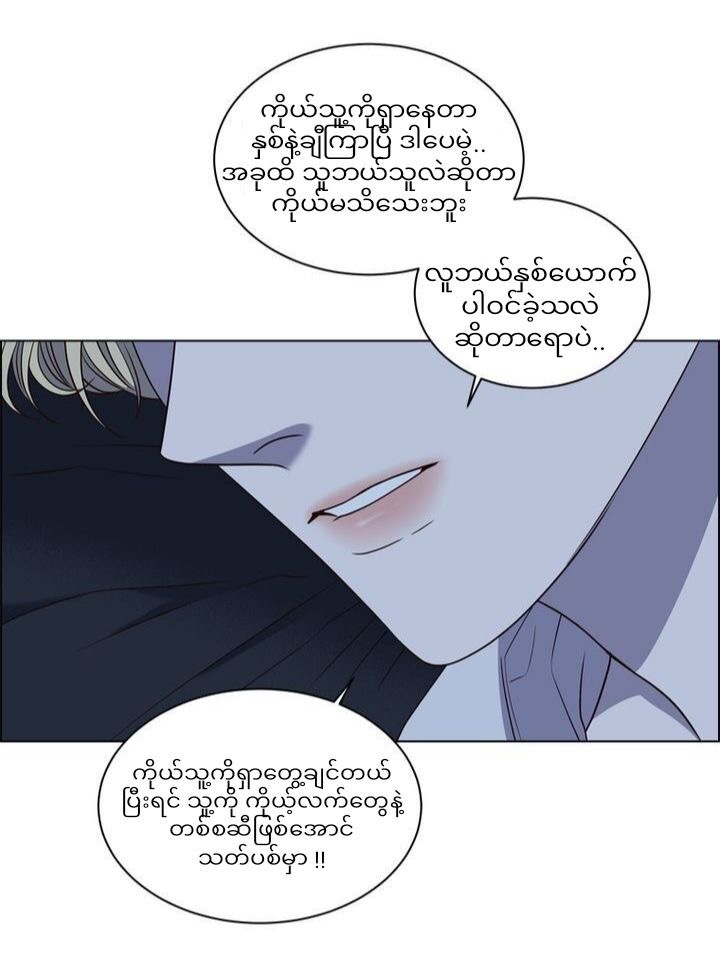 ကိုယ်သူ့ကိုရှာနေတာ
နှစ်နဲ့ချီကြာပြီ ဒါပေမဲ့..
အခုထိ သူဘယ်သူလဲဆိုတာ
ကိုယ်မသိသေးဘူး
လူဘယ်နှစ်ယောက်
ပါဝင်ခဲ့သလဲ
ဆိုတာရောပဲ..
ကိုယ်သူ့ကိုရှာတွေ့ချင်တယ်
ပြီးရင် သူ့ကို ကိုယ့်လက်တွေနဲ့
တစ်စဆီဖြစ်အောင်
သတ်ပစ်မှာ !!